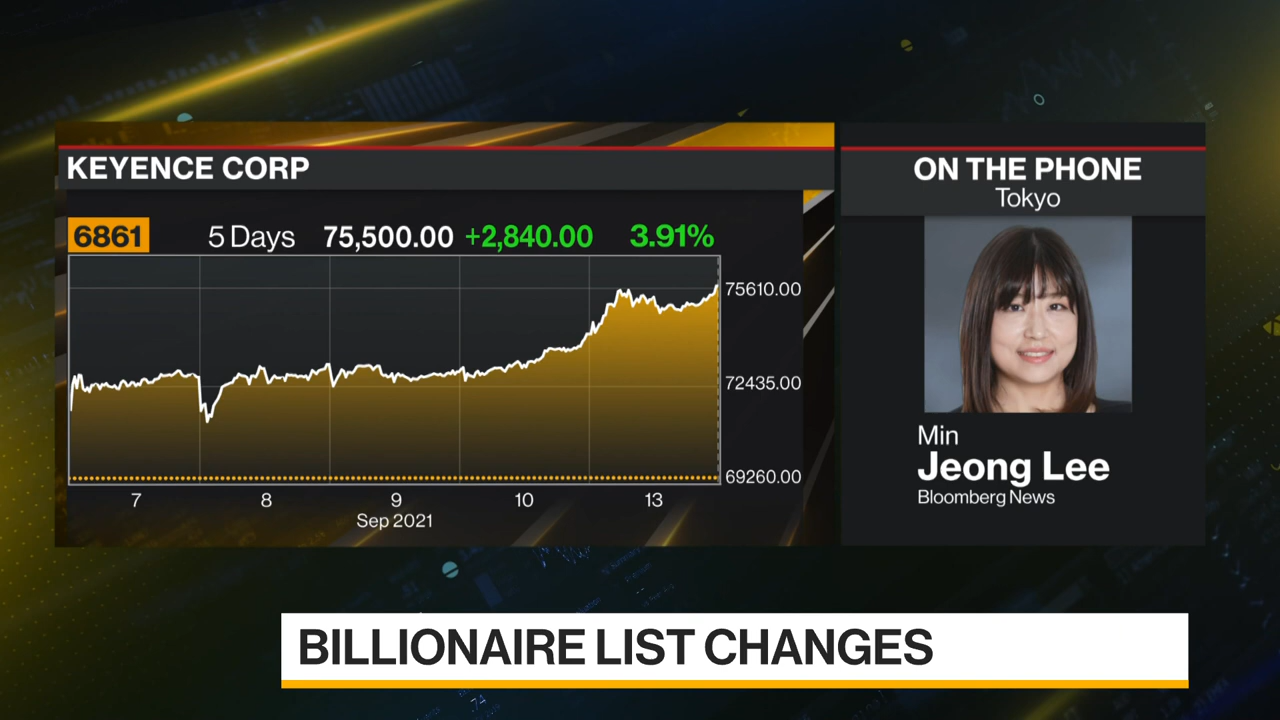 KEYENCE CORP
6861 5 Days 75,500.00 +2,840.00 3.91%
75610.00
72435.00
69260.00
7 8 9 10 13
Sep 2021
ON THE PHONE
Tokyo
Min
Jeong Lee
Bloomberg News
BILLIONAIRE LIST CHANGES